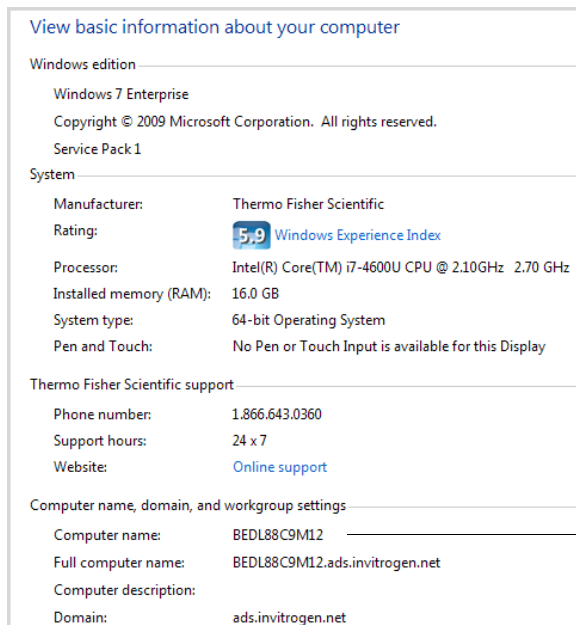 View basic information about your computer
Windows edition
Windows 7 Enterprise
Copyright © 2009 Microsoft Corporation. All rights reserved.
Service Pack 1
System
Manufacturer: Thermo Fisher Scientific
Rating: 5.9 Windows Experience Index
Processor: Intel(R) Core(TM) i7-4600U CPU @ 2.10GHz 2.70 GHz
Installed memory (RAM): 16.0 GB
System type: 64-bit Operating System
Pen and Touch: No Pen or Touch Input is available for this Display
Thermo Fisher Scientific support
Phone number: 1.866.643.0360
Support hours: 24 x 7
Website: Online support
Computer name, domain, and workgroup settings
Computer name: BEDL88C9M12
Full computer name: BEDL88C9M12.ads.invitrogen.net
Computer description:
Domain: ads.invitrogen.net